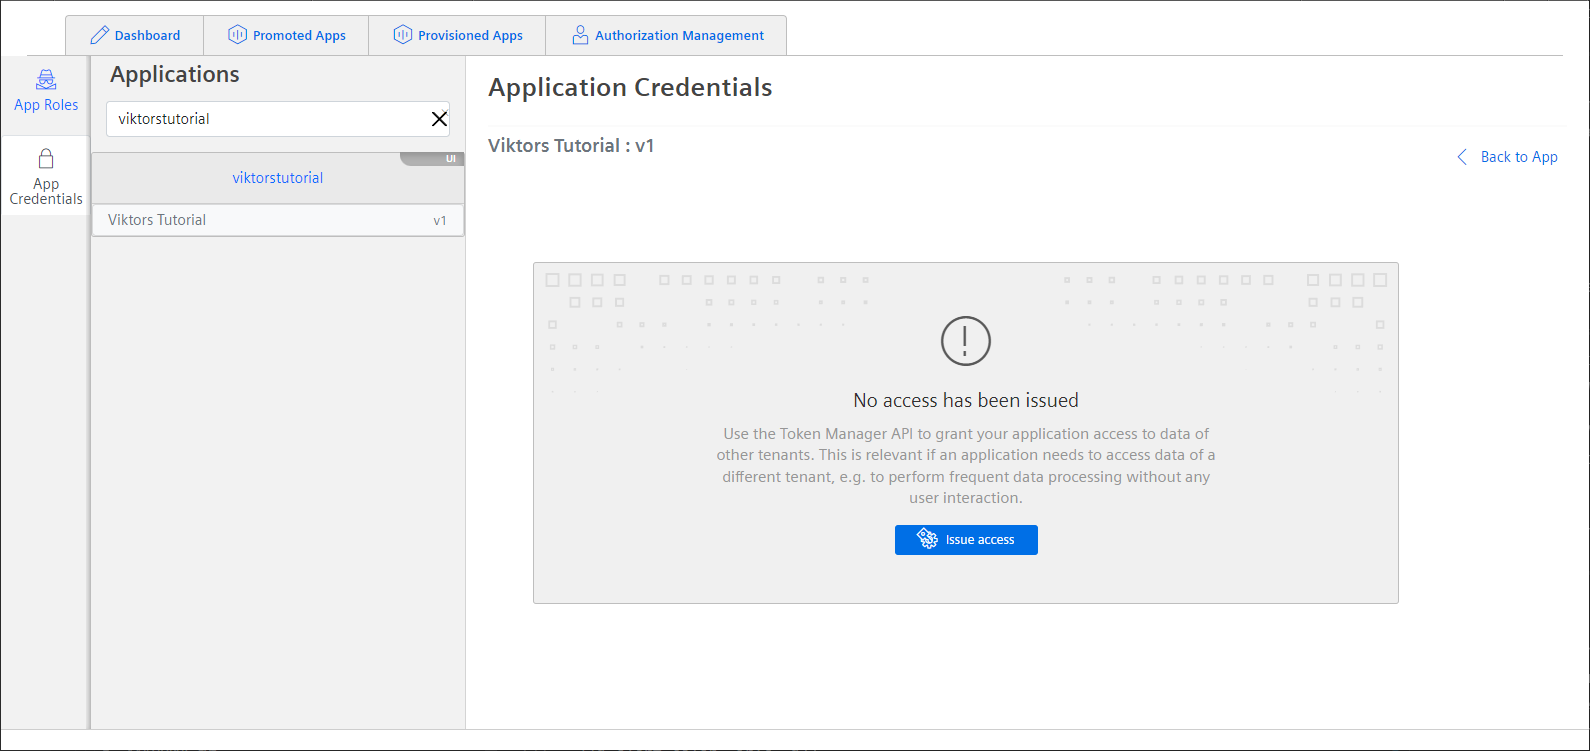 Dashboard
Promoted Apps
Provisioned Apps
Authorization Management
App Roles
App
Credentials
Applications
viktorstutorial
UI
viktorstutorial
Viktors Tutorial
v1
Application Credentials
Viktors Tutorial : v1
Back to App
No access has been issued
Use the Token Manager API to grant your application access to data of
other tenants. This is relevant if an application needs to access data of a
different tenant, e.g. to perform frequent data processing without any
user interaction.
Issue access